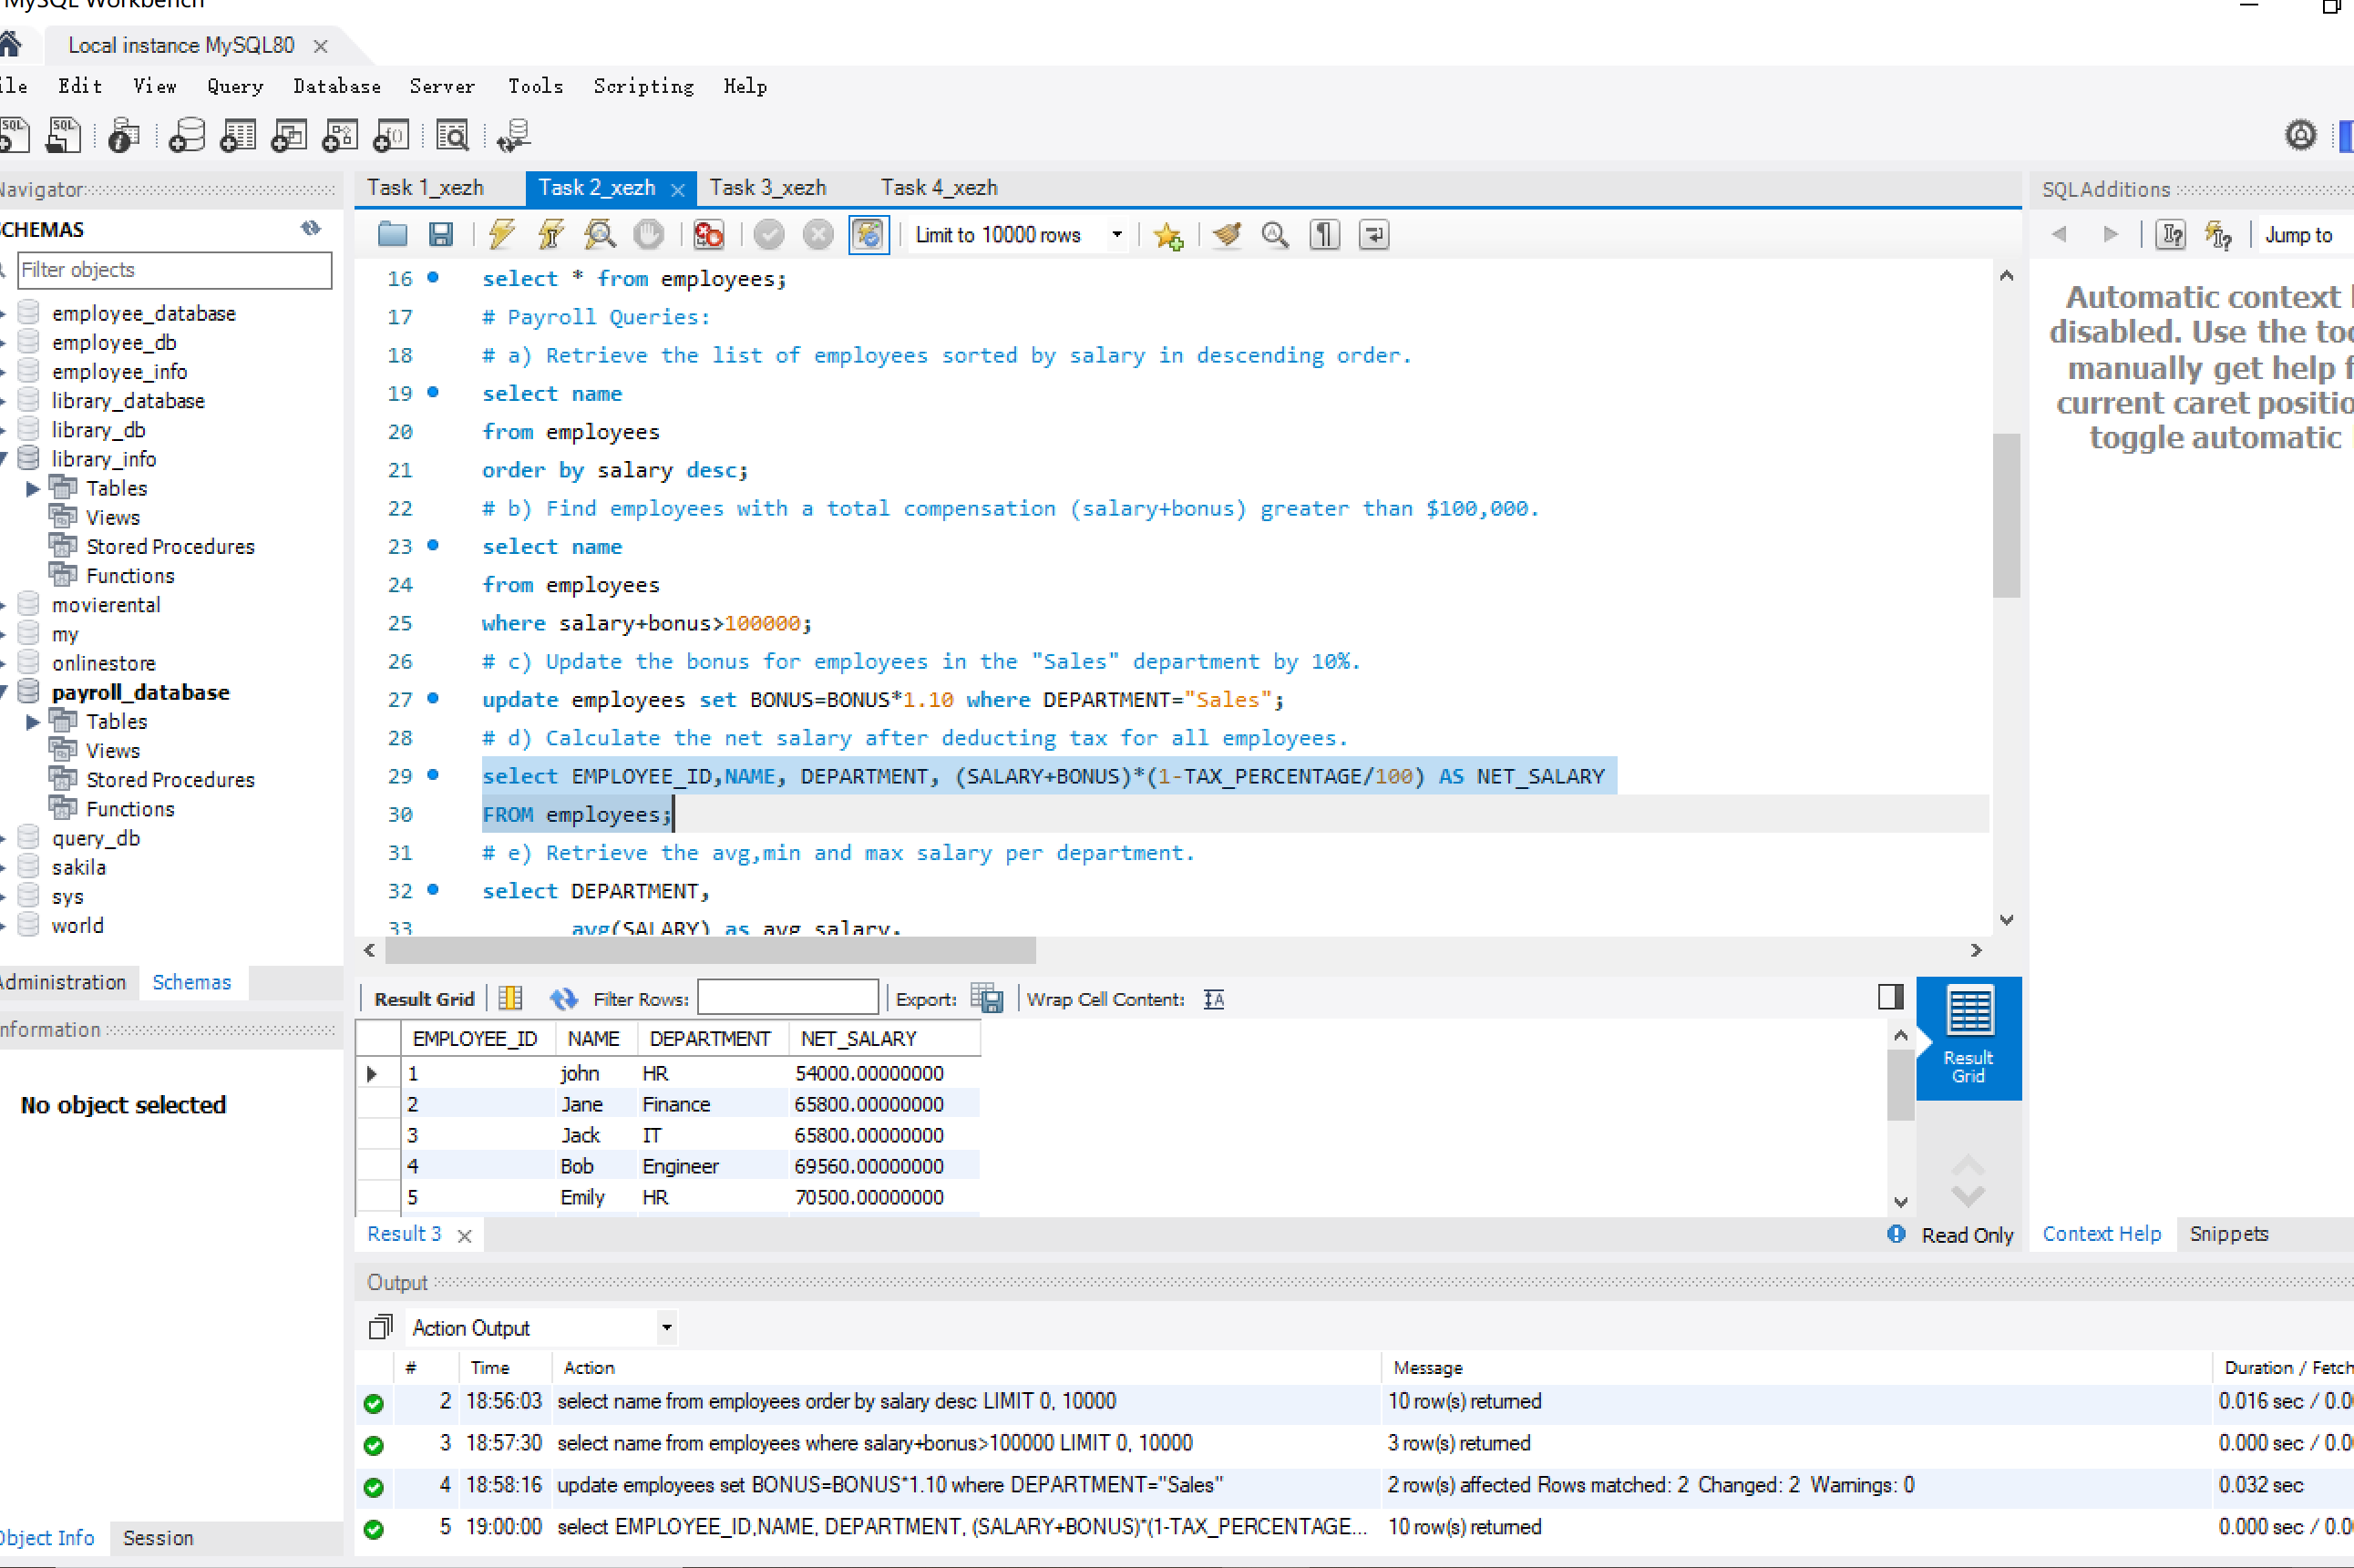 MySQL Workbench
Local instance MySQL80
Edit View Query Database Server Tools Scripting Help
Navigator
SCHEMAS
Filter objects
employee_database
employee_db
employee_info
library_database
library_db
library_info
Tables
Views
Stored Procedures
Functions
movierental
my
onlinestore
payroll_database
Tables
Views
Stored Procedures
Functions
query_db
sakila
sys
world
Administration Schemas
Information
No object selected
Object Info Session
Task 1_xezh Task 2_xezh Task 3_xezh Task 4_xezh
Limit to 10000 rows
16 select * from employees;
17 # Payroll Queries:
18 # a) Retrieve the list of employees sorted by salary in descending order.
19 select name
20 from employees
21 order by salary desc;
22 # b) Find employees with a total compensation (salary+bonus) greater than $100,000.
23 select name
24 from employees
25 where salary+bonus>100000;
26 # c) Update the bonus for employees in the "Sales" department by 10%.
27 update employees set BONUS=BONUS*1.10 where DEPARTMENT="Sales";
28 # d) Calculate the net salary after deducting tax for all employees.
29 select EMPLOYEE_ID,NAME, DEPARTMENT, (SALARY+BONUS)*(1-TAX_PERCENTAGE/100) AS NET_SALARY
30 FROM employees;
31 # e) Retrieve the avg,min and max salary per department.
32 select DEPARTMENT,
33 avg(SALARY) as avg_salary,
Result Grid Filter Rows: Export: Wrap Cell Content:
EMPLOYEE_ID NAME DEPARTMENT NET_SALARY
1 john HR 54000.00000000
2 Jane Finance 65800.00000000
3 Jack IT 65800.00000000
4 Bob Engineer 69560.00000000
5 Emily HR 70500.00000000
Result
Grid
Result 3
Read Only
SQLAdditions
Jump to
Automatic context
disabled. Use the
manually get help
current caret
toggle automatic
Context Help Snippets
Output
Action Output
# Time Action Message Duration / Fetch
2 18:56:03 select name from employees order by salary desc LIMIT 0, 10000 10 row(s) returned 0.016 sec / 0.0
3 18:57:30 select name from employees where salary+bonus>100000 LIMIT 0, 10000 3 row(s) returned 0.000 sec / 0.0
4 18:58:16 update employees set BONUS=BONUS*1.10 where DEPARTMENT="Sales" 2 row(s) affected Rows matched: 2 Changed: 2 Warnings: 0 0.032 sec
5 19:00:00 select EMPLOYEE_ID,NAME, DEPARTMENT, (SALARY+BONUS)*(1-TAX_PERCENTAGE... 10 row(s) returned 0.000 sec / 0.0